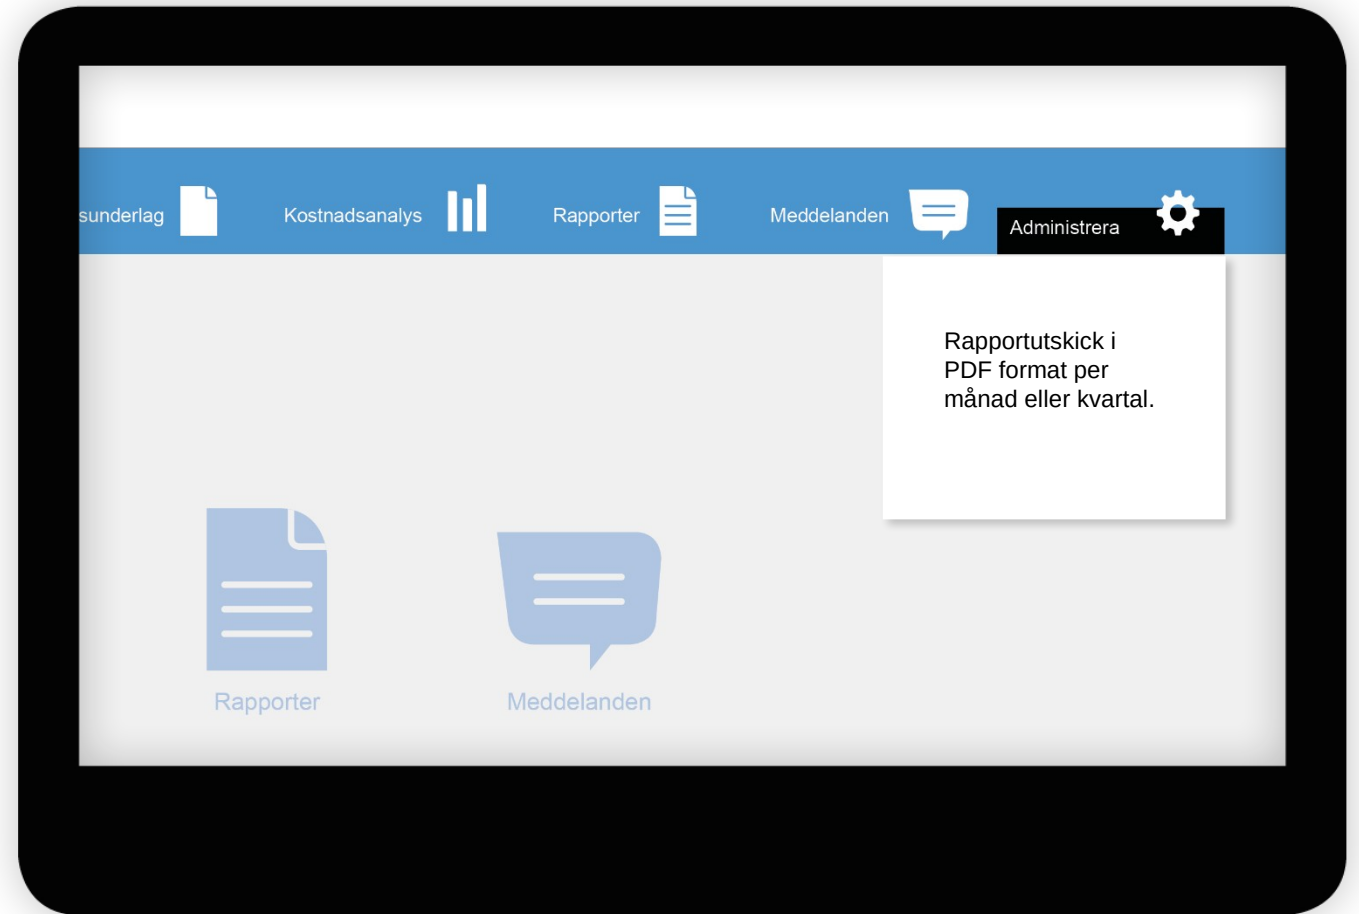 sunderlag
Kostnadsanalys
Rapporter
Meddelanden
Administrera
Rapportutskick i
PDF format per
månad eller kvartal.
Rapporter
Meddelanden